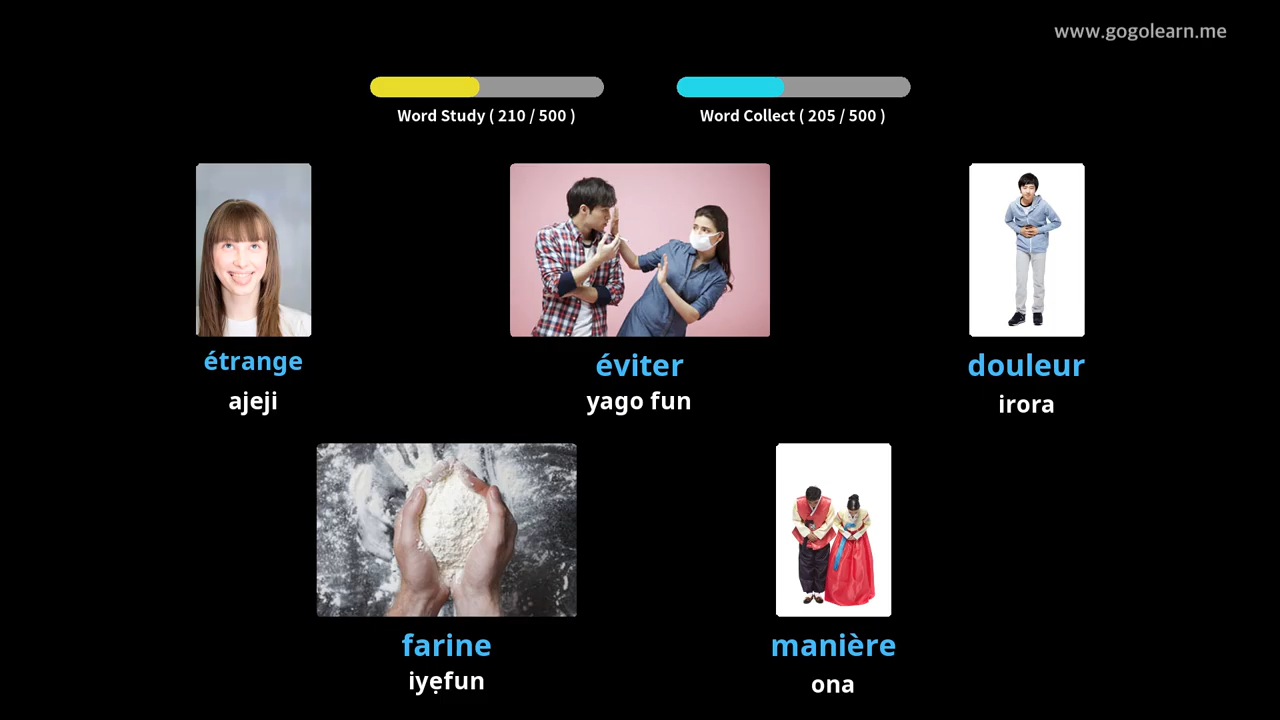 www.gogolearn.me
Word Study ( 210 / 500 )
Word Collect ( 205 / 500 )
étrange
ajeji
éviter
yago fun
douleur
irora
farine
iyẹfun
manière
ona